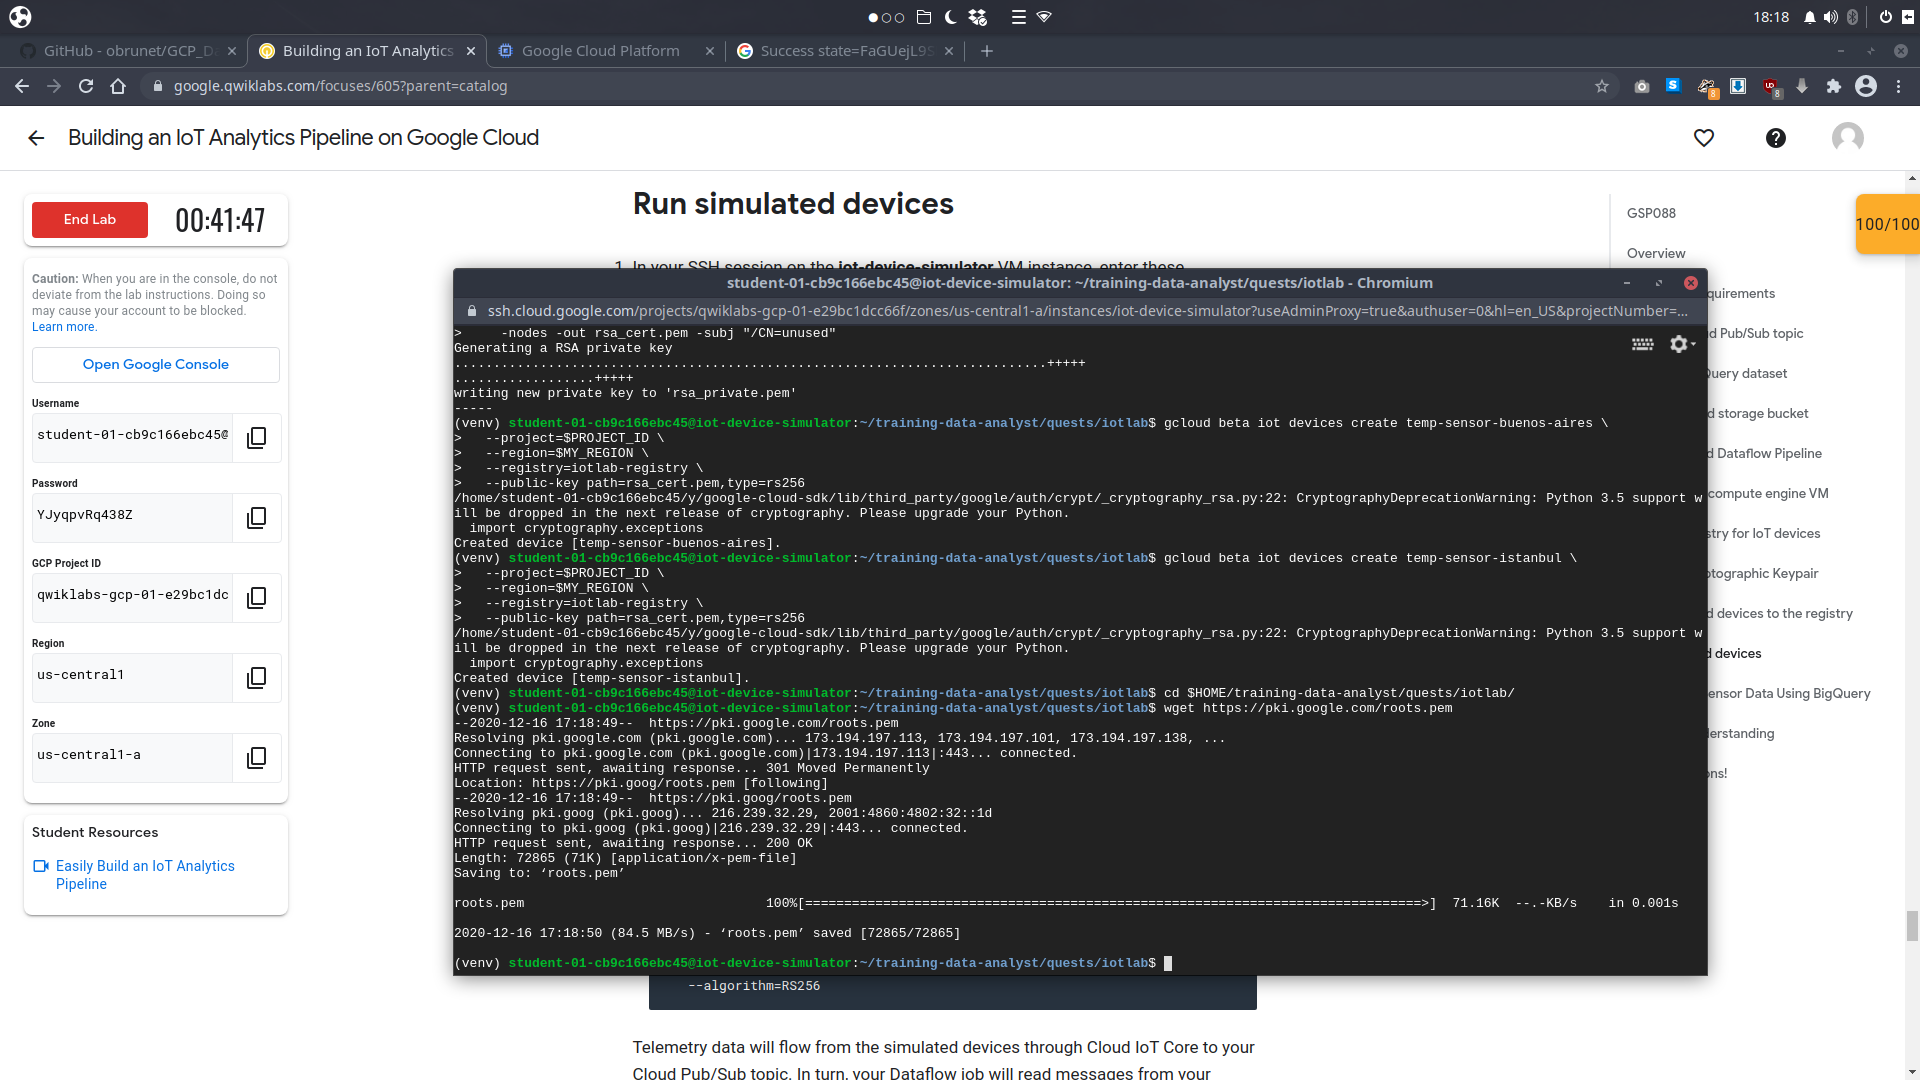 18:18
GitHub - obrunet/GCP_Da
Building an IoT Analytics
Google Cloud Platform
Success state=FaGUejL9S
google.qwiklabs.com/focuses/605?parent=catalog
8
8
Building an IoT Analytics Pipeline on Google Cloud
End Lab
00:41:47
Caution: When you are in the console, do not
deviate from the lab instructions. Doing so
may cause your account to be blocked.
Learn more.
Open Google Console
Username
student-01-cb9c166ebc45@
Password
YJyqpvRq438Z
GCP Project ID
qwiklabs-gcp-01-e29bc1dc
Region
us-central1
Zone
us-central1-a
Student Resources
Easily Build an IoT Analytics
Pipeline
Run simulated devices
1. In your SSH session on the iot-device-simulator VM instance, enter these
student-01-cb9c166ebc45@iot-device-simulator: ~/training-data-analyst/quests/iotlab - Chromium
ssh.cloud.google.com/projects/qwiklabs-gcp-01-e29bc1dcc66f/zones/us-central1-a/instances/iot-device-simulator?useAdminProxy=true&authuser=0&hl=en_US&projectNumber=...
>     -nodes -out rsa_cert.pem -subj "/CN=unused"
Generating a RSA private key
............................................................................+++++
..................+++++
writing new private key to 'rsa_private.pem'
-----
(venv) student-01-cb9c166ebc45@iot-device-simulator:~/training-data-analyst/quests/iotlab$ gcloud beta iot devices create temp-sensor-buenos-aires \
>   --project=$PROJECT_ID \
>   --region=$MY_REGION \
>   --registry=iotlab-registry \
>   --public-key path=rsa_cert.pem,type=rs256
/home/student-01-cb9c166ebc45/y/google-cloud-sdk/lib/third_party/google/auth/crypt/_cryptography_rsa.py:22: CryptographyDeprecationWarning: Python 3.5 support w
ill be dropped in the next release of cryptography. Please upgrade your Python.
  import cryptography.exceptions
Created device [temp-sensor-buenos-aires].
(venv) student-01-cb9c166ebc45@iot-device-simulator:~/training-data-analyst/quests/iotlab$ gcloud beta iot devices create temp-sensor-istanbul \
>   --project=$PROJECT_ID \
>   --region=$MY_REGION \
>   --registry=iotlab-registry \
>   --public-key path=rsa_cert.pem,type=rs256
/home/student-01-cb9c166ebc45/y/google-cloud-sdk/lib/third_party/google/auth/crypt/_cryptography_rsa.py:22: CryptographyDeprecationWarning: Python 3.5 support w
ill be dropped in the next release of cryptography. Please upgrade your Python.
  import cryptography.exceptions
Created device [temp-sensor-istanbul].
(venv) student-01-cb9c166ebc45@iot-device-simulator:~/training-data-analyst/quests/iotlab$ cd $HOME/training-data-analyst/quests/iotlab/
(venv) student-01-cb9c166ebc45@iot-device-simulator:~/training-data-analyst/quests/iotlab$ wget https://pki.google.com/roots.pem
--2020-12-16 17:18:49--  https://pki.google.com/roots.pem
Resolving pki.google.com (pki.google.com)... 173.194.197.113, 173.194.197.101, 173.194.197.138, ...
Connecting to pki.google.com (pki.google.com)|173.194.197.113|:443... connected.
HTTP request sent, awaiting response... 301 Moved Permanently
Location: https://pki.goog/roots.pem [following]
--2020-12-16 17:18:49--  https://pki.goog/roots.pem
Resolving pki.goog (pki.goog)... 216.239.32.29, 2001:4860:4802:32::1d
Connecting to pki.goog (pki.goog)|216.239.32.29|:443... connected.
HTTP request sent, awaiting response... 200 OK
Length: 72865 (71K) [application/x-pem-file]
Saving to: ‘roots.pem’
roots.pem 100%[===============================================================================>] 71.16K --.-KB/s in 0.001s
2020-12-16 17:18:50 (84.5 MB/s) - ‘roots.pem’ saved [72865/72865]
(venv) student-01-cb9c166ebc45@iot-device-simulator:~/training-data-analyst/quests/iotlab$
--algorithm=RS256
Telemetry data will flow from the simulated devices through Cloud IoT Core to your
Cloud Pub/Sub topic. In turn, your Dataflow job will read messages from your
GSP088
Overview
quirements
d Pub/Sub topic
Query dataset
d storage bucket
d Dataflow Pipeline
compute engine VM
stry for IoT devices
ptographic Keypair
d devices to the registry
d devices
ensor Data Using BigQuery
derstanding
ons!
100/100